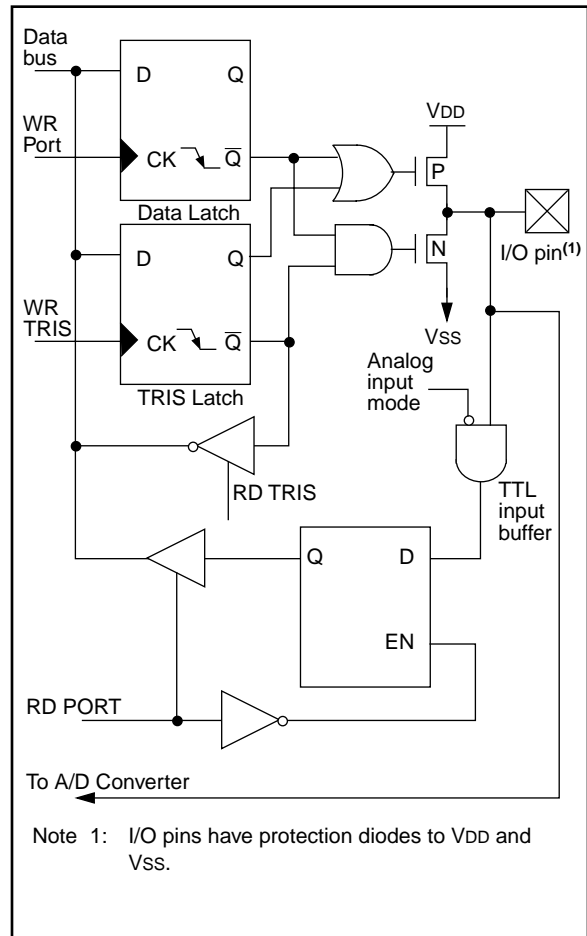 Data
bus
D
Q
VDD
WR
Port
CK
Q
P
Data Latch
I/O pin(1)
D
Q
N
WR
TRIS
CK
Q
VSS
Analog
input
mode
TRIS Latch
RD TRIS
TTL
input
buffer
Q
D
EN
RD PORT
To A/D Converter
Note 1: I/O pins have protection diodes to VDD and
VSS.